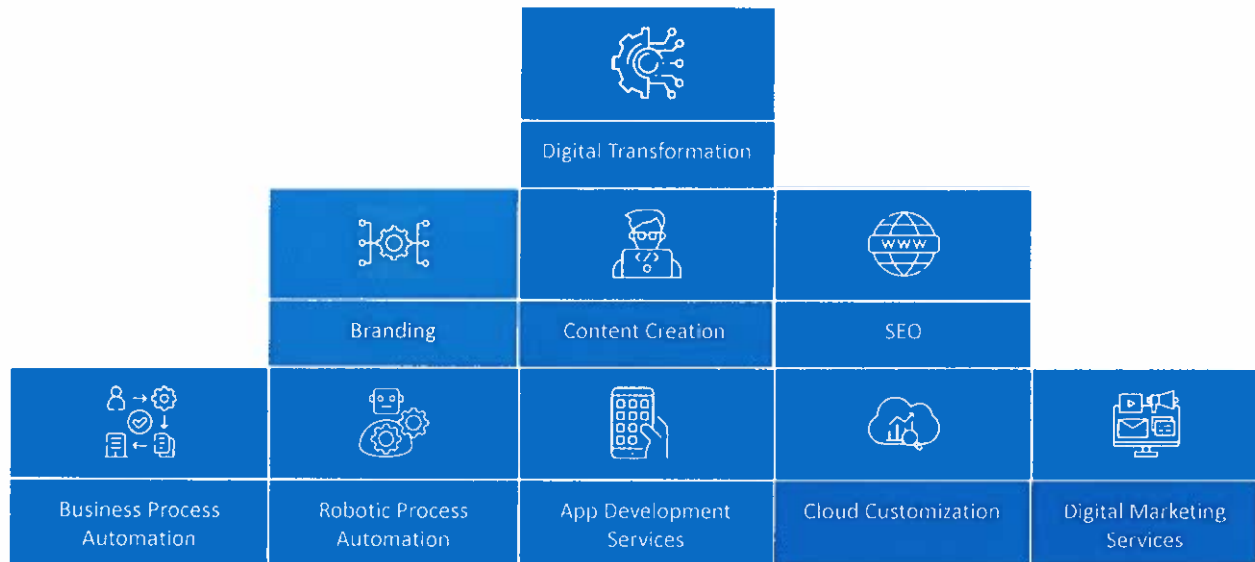 Digital Transformation
WWW
Branding
Content Creation
SEO
Business Process
Automation
Robotic Process
Automation
App Development
Services
Cloud Customization
Digital Marketing
Services